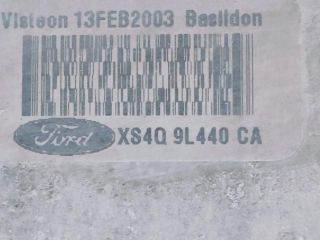 Visteon 13FEB2003 Basildon
Ford XS4Q 9L440 CA